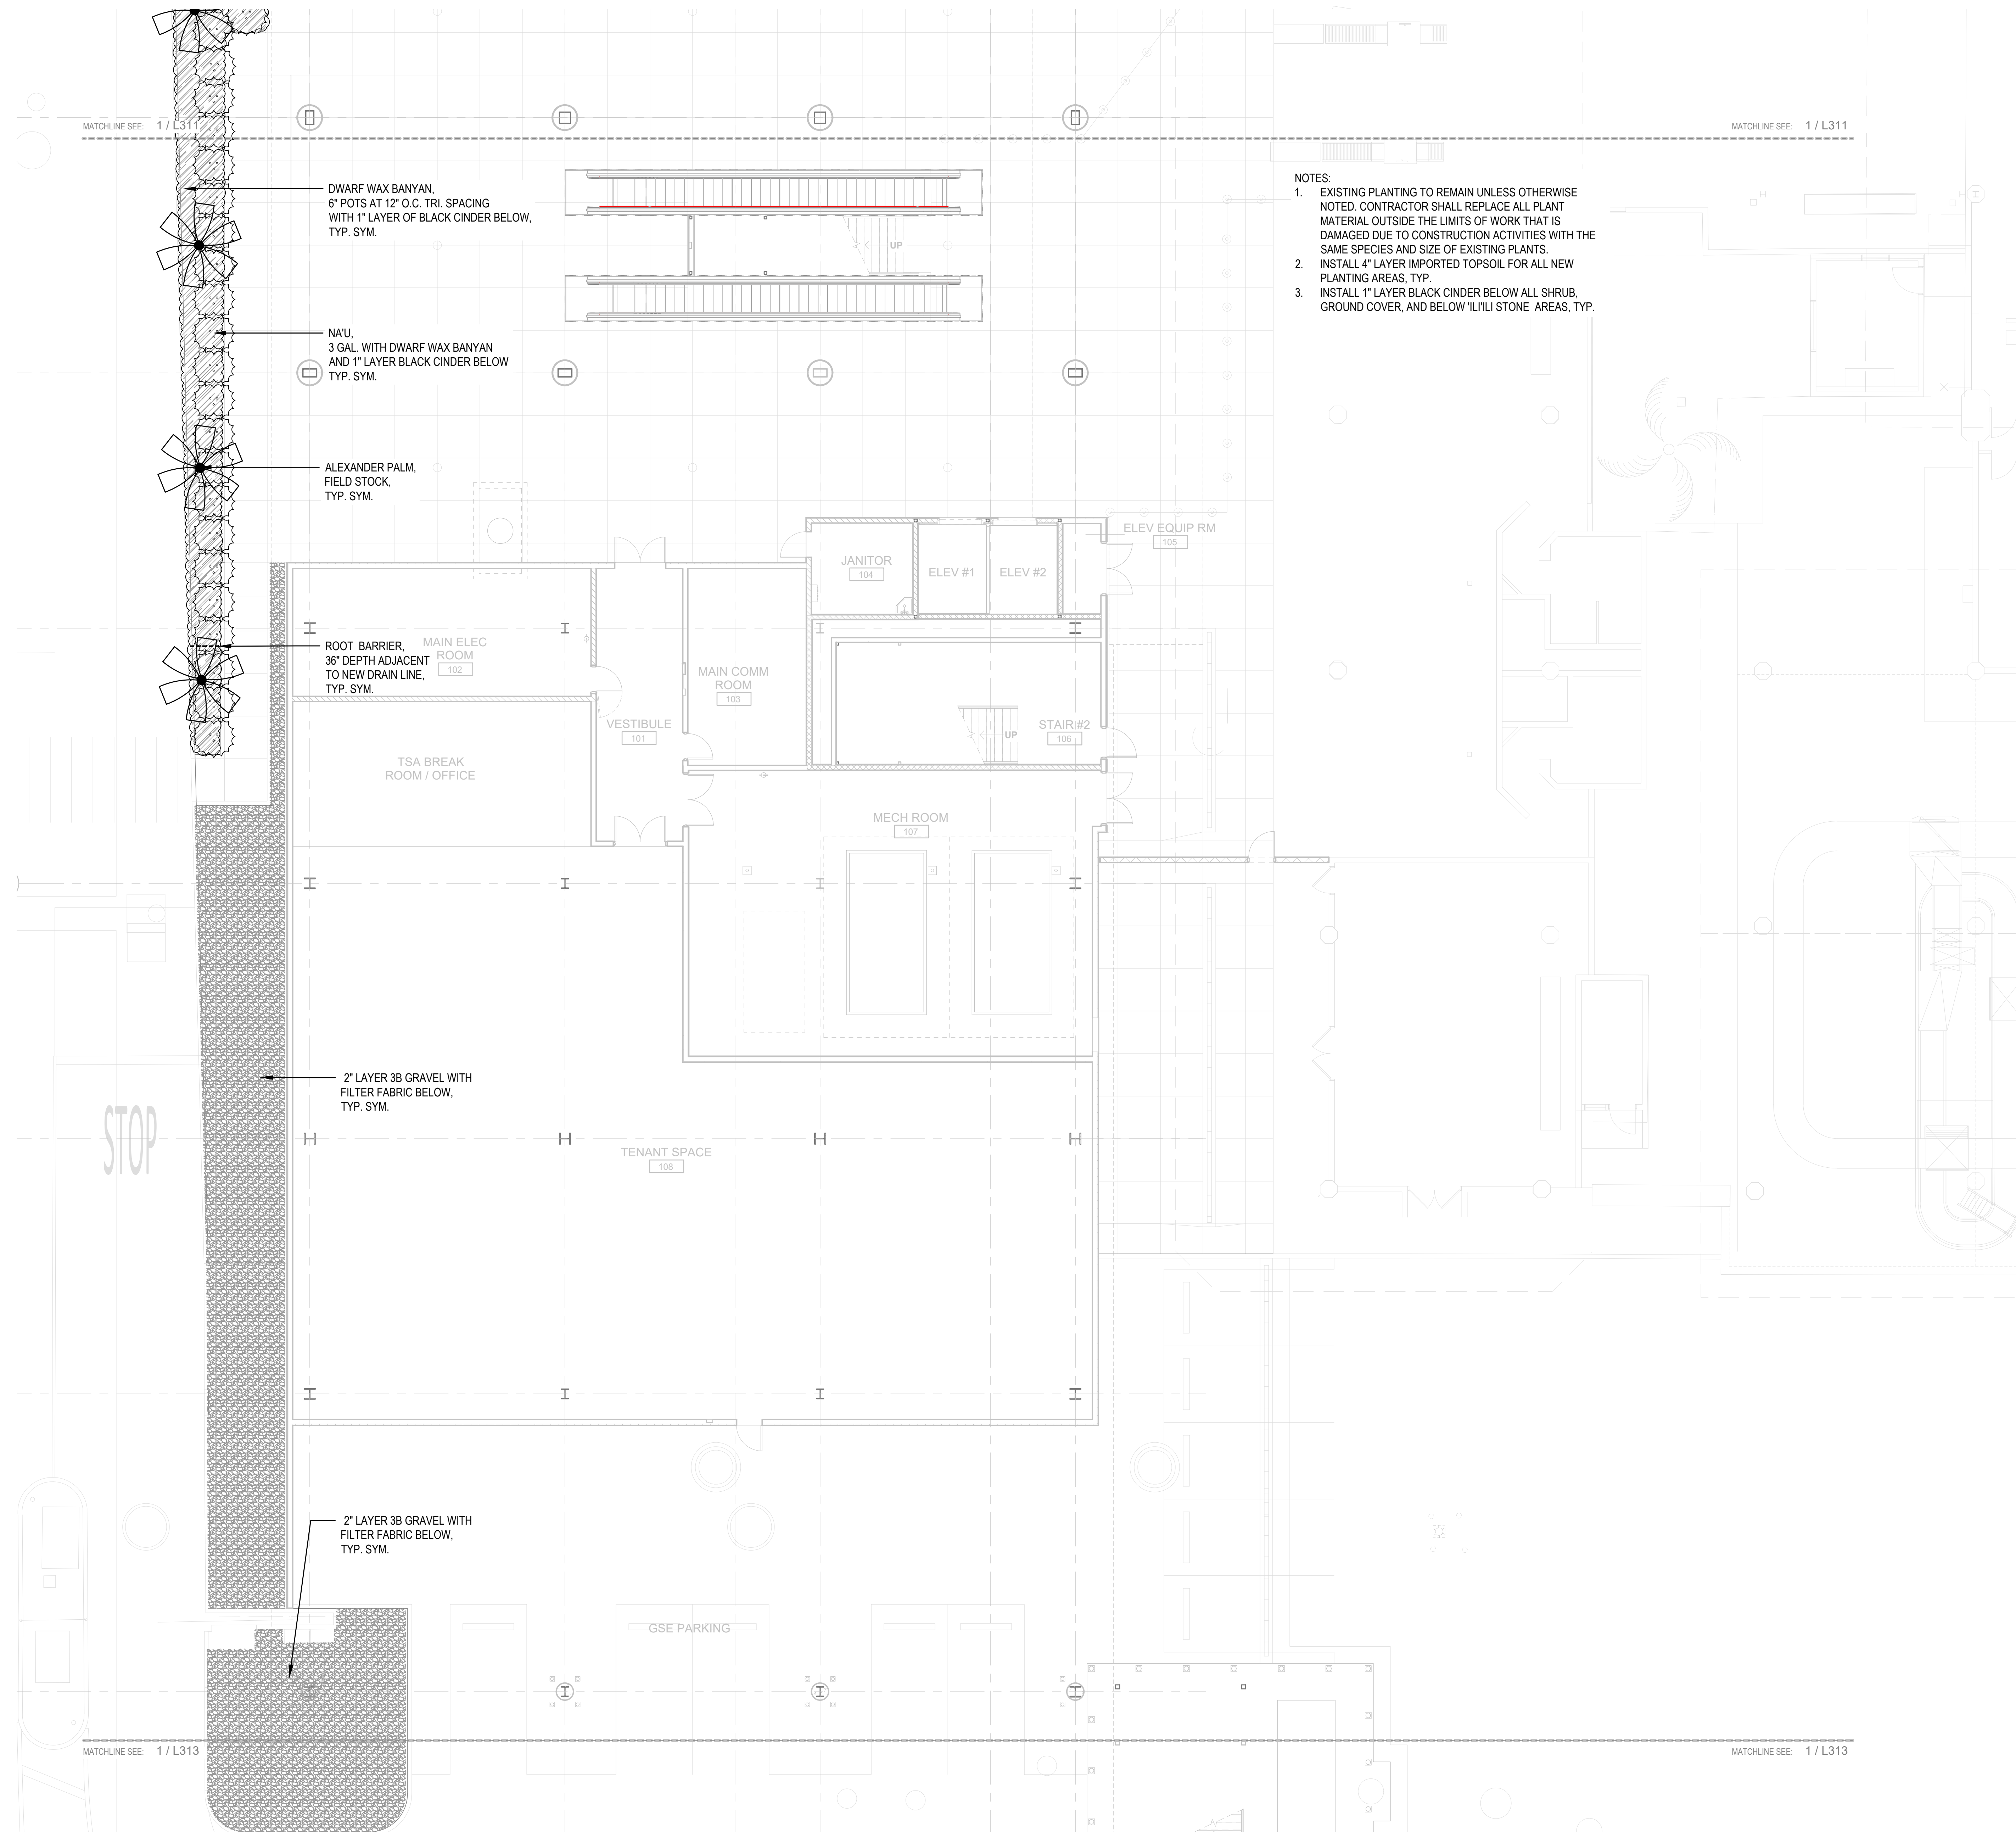 MATCHLINE SEE: 1 / L311
MATCHLINE SEE: 1 / L311
DWARF WAX BANYAN,
6" POTS AT 12" O.C. TRI. SPACING
WITH 1" LAYER OF BLACK CINDER BELOW,
TYP. SYM.
UP
NOTES:
1. EXISTING PLANTING TO REMAIN UNLESS OTHERWISE
NOTED. CONTRACTOR SHALL REPLACE ALL PLANT
MATERIAL OUTSIDE THE LIMITS OF WORK THAT IS
DAMAGED DUE TO CONSTRUCTION ACTIVITIES WITH THE
SAME SPECIES AND SIZE OF EXISTING PLANTS.
2. INSTALL 4" LAYER IMPORTED TOPSOIL FOR ALL NEW
PLANTING AREAS, TYP.
3. INSTALL 1" LAYER BLACK CINDER BELOW ALL SHRUB,
GROUND COVER, AND BELOW 'ILI'ILI STONE AREAS, TYP.
NA'U,
3 GAL. WITH DWARF WAX BANYAN
AND 1" LAYER BLACK CINDER BELOW
TYP. SYM.
ALEXANDER PALM,
FIELD STOCK,
TYP. SYM.
ELEV EQUIP RM
105
JANITOR
104
ELEV #1
ELEV #2
ROOT BARRIER,
36" DEPTH ADJACENT
TO NEW DRAIN LINE,
TYP. SYM.
MAIN ELEC
ROOM
102
MAIN COMM
ROOM
103
VESTIBULE
101
STAIR #2
106
UP
TSA BREAK
ROOM / OFFICE
MECH ROOM
107
2" LAYER 3B GRAVEL WITH
FILTER FABRIC BELOW,
TYP. SYM.
STOP
TENANT SPACE
108
2" LAYER 3B GRAVEL WITH
FILTER FABRIC BELOW,
TYP. SYM.
GSE PARKING
MATCHLINE SEE: 1 / L313
MATCHLINE SEE: 1 / L313